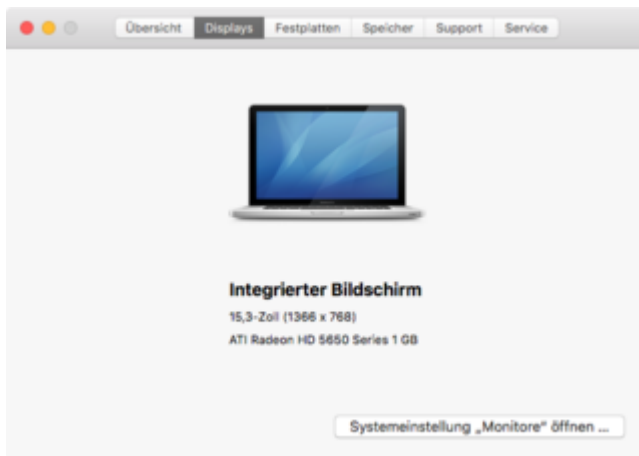 Übersicht Displays Festplatten Speicher Support Service
Integrierter Bildschirm
15,3-Zoll (1366 x 768)
ATI Radeon HD 5650 Series 1 GB
Systemeinstellung „Monitore“ öffnen ...